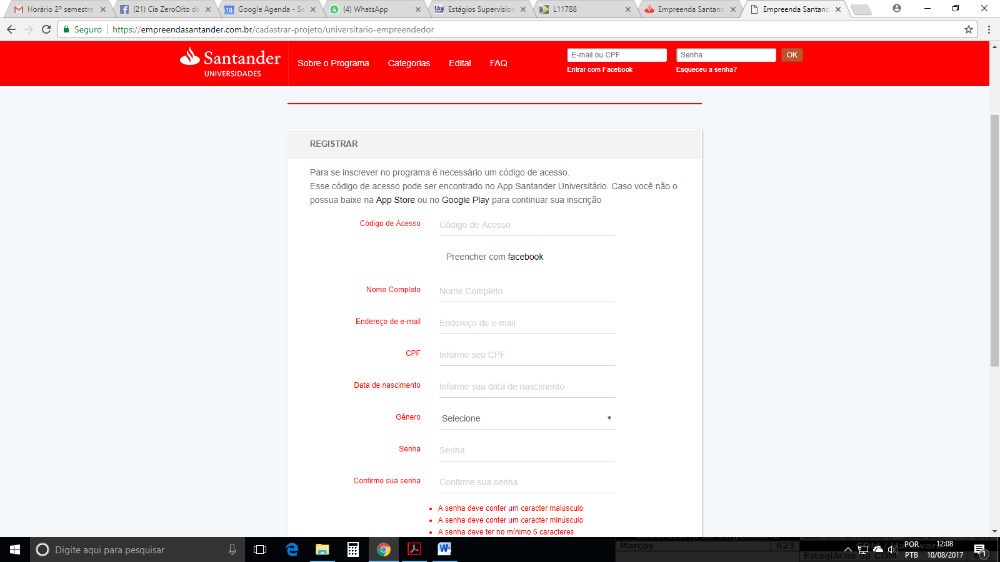 Horário 2º semestre
(21) Cia ZeroOito de
Google Agenda - Se
(4) WhatsApp
Estágios Supervision
L11788
Empreenda Santand
Empreenda Santand
Seguro
https://empreendasantander.com.br/cadastrar-projeto/universitario-empreendedor
Santander
UNIVERSIDADES
Sobre o Programa
Categorias
Edital
FAQ
E-mail ou CPF
Senha
OK
Entrar com Facebook
Esqueceu a senha?
REGISTRAR
Para se inscrever no programa é necessário um código de acesso.
Esse código de acesso pode ser encontrado no App Santander Universitário. Caso você não o
possua baixe na App Store ou no Google Play para continuar sua inscrição
Código de Acesso
Código de Acesso
Preencher com facebook
Nome Completo
Nome Completo
Endereço de e-mail
Endereço de e-mail
CPF
Informe seu CPF
Data de nascimento
Informe sua data de nascimento
Gênero
Selecione
Senha
Senha
Confirme sua senha
Confirme sua senha
A senha deve conter um caracter maiúsculo
A senha deve conter um caracter minúsculo
A senha deve ter no mínimo 6 caracteres
Digite aqui para pesquisar
Marcos
623
Estagiários da CDM
POR
PTB
12:08
10/08/2017
1